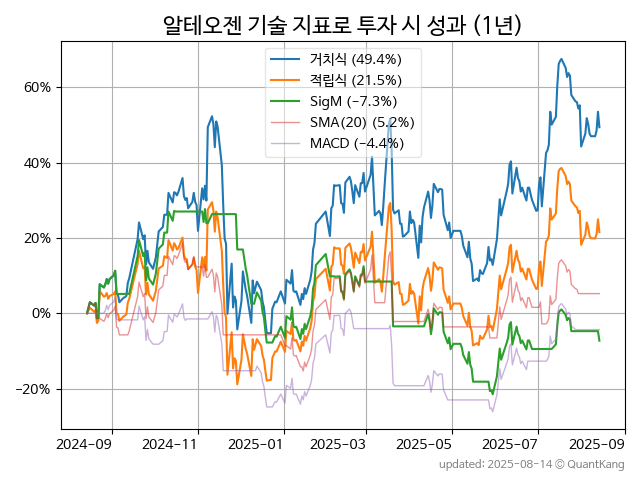 알테오젠 기술 지표로 투자 시 성과 (1년)
거치식 (49.4%)
적립식 (21.5%)
SigM (−7.3%)
SMA(20) (5.2%)
MACD (−4.4%)
60%
40%
20%
0%
−20%
2024-09 2024-11 2025-01 2025-03 2025-05 2025-07 2025-09
updated: 2025-08-14 © QuantKang